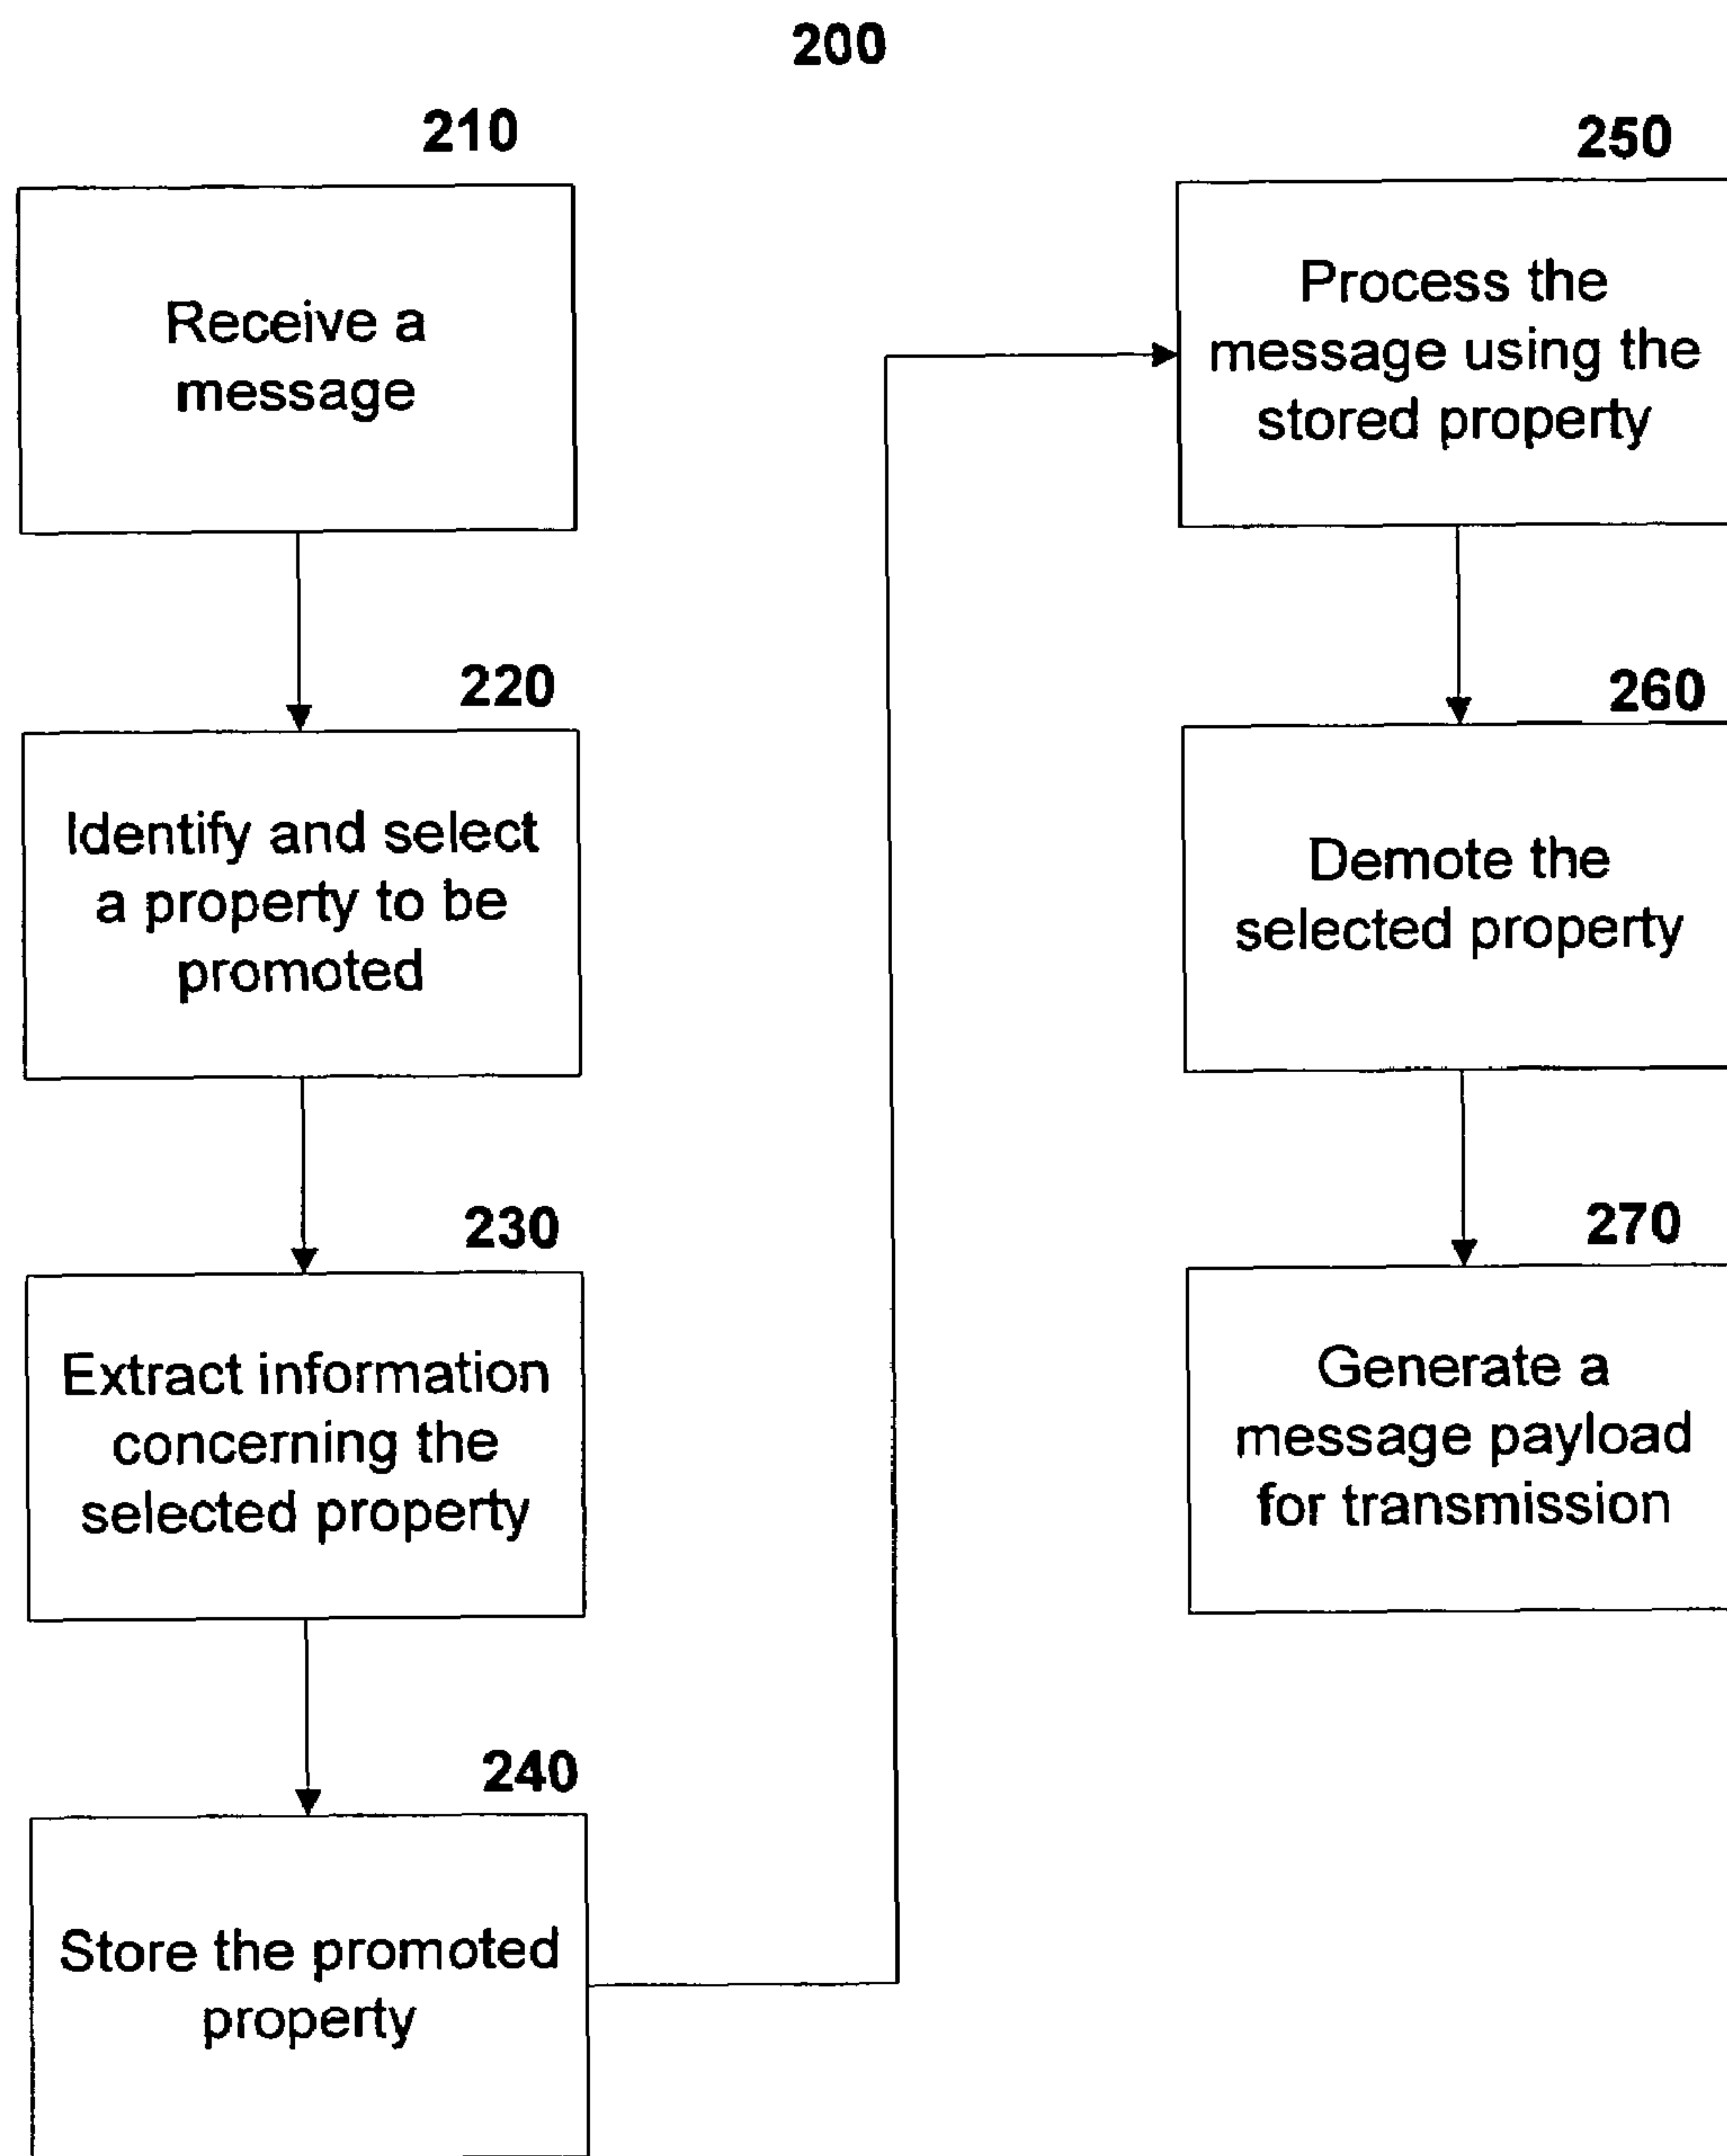 200
210
Receive a
message
220
Identify and select
a property to be
promoted
230
Extract information
concerning the
selected property
240
Store the promoted
property
250
Process the
message using the
stored property
260
Demote the
selected property
270
Generate a
message payload
for transmission